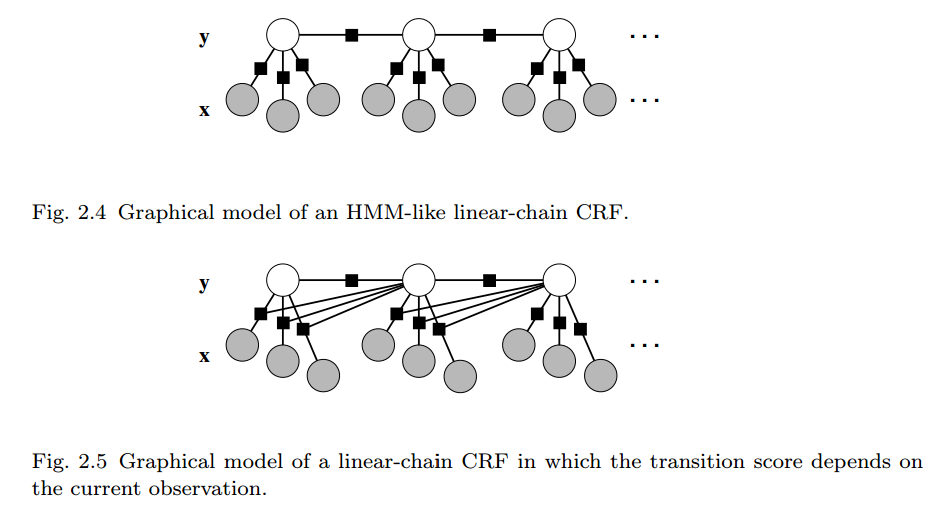 y
. . .
x
. . .
Fig. 2.4 Graphical model of an HMM-like linear-chain CRF.
y
. . .
x
. . .
Fig. 2.5 Graphical model of a linear-chain CRF in which the transition score depends on
the current observation.